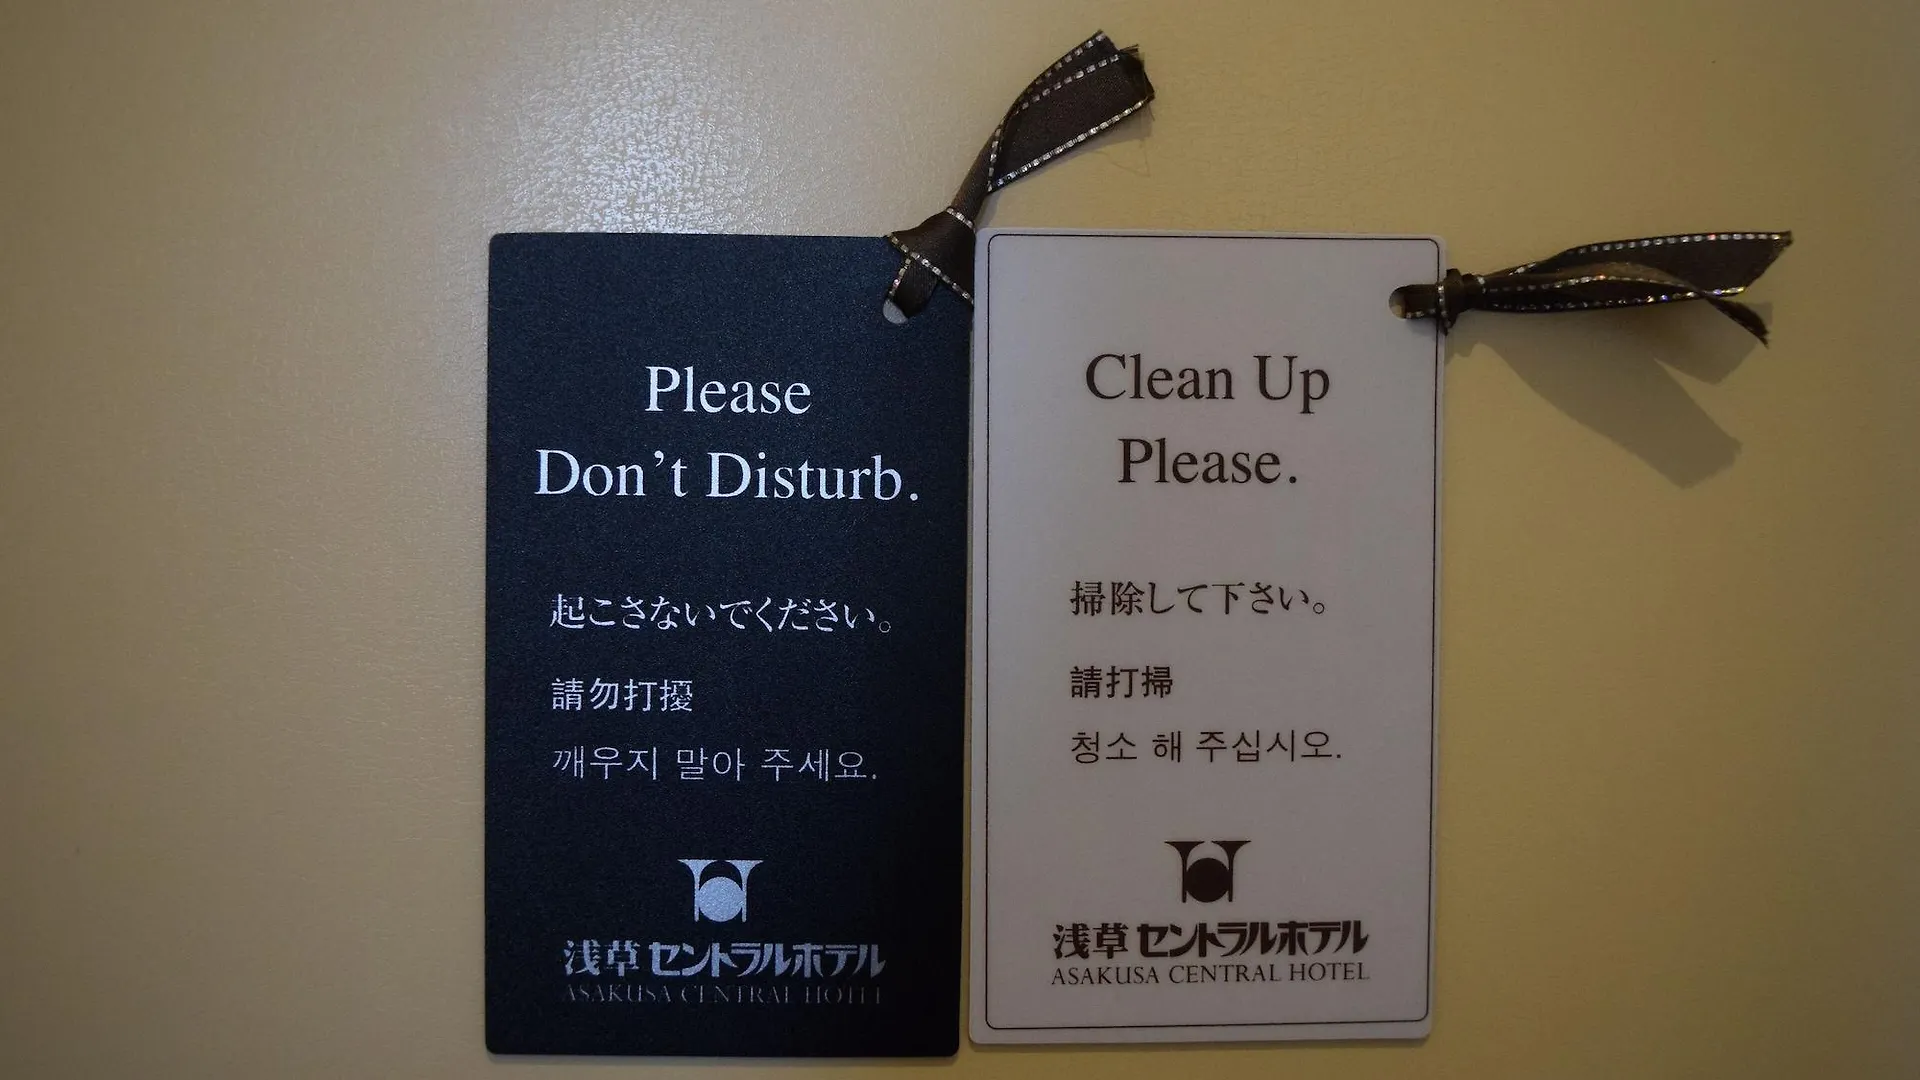 Please
Don't Disturb.
起こさないでください。
請勿打擾
깨우지 말아 주세요.
浅草 セントラルホテル
ASAKUSA CENTRAL HOTEL
Clean Up
Please.
掃除して下さい。
請打掃
청소 해 주십시오.
浅草 セントラルホテル
ASAKUSA CENTRAL HOTEL